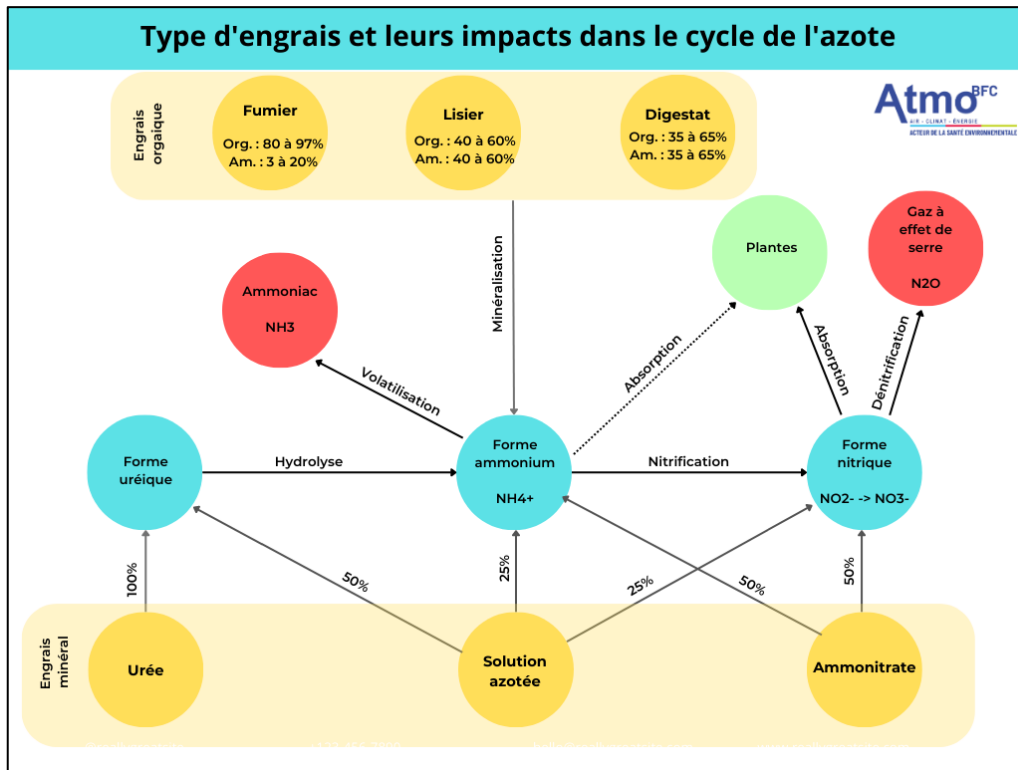 Type d'engrais et leurs impacts dans le cycle de l'azote
Atmo BFC
AIR - CLIMAT - ÉNERGIE
ACTEUR DE LA SANTÉ ENVIRONNEMENTALE
Engrais
orgaique
Fumier
Org. : 80 à 97%
Am. : 3 à 20%
Lisier
Org. : 40 à 60%
Am. : 40 à 60%
Digestat
Org. : 35 à 65%
Am. : 35 à 65%
Minéralisation
Plantes
Gaz à
effet de
serre
N2O
Ammoniac
NH3
Volatilisation
Absorption
Absorption
Dénitrification
Forme
uréique
Hydrolyse
Forme
ammonium
NH4+
Nitrification
Forme
nitrique
NO2- -> NO3-
100%
50%
25%
25%
50%
50%
Engrais
minéral
Urée
Solution
azotée
Ammonitrate